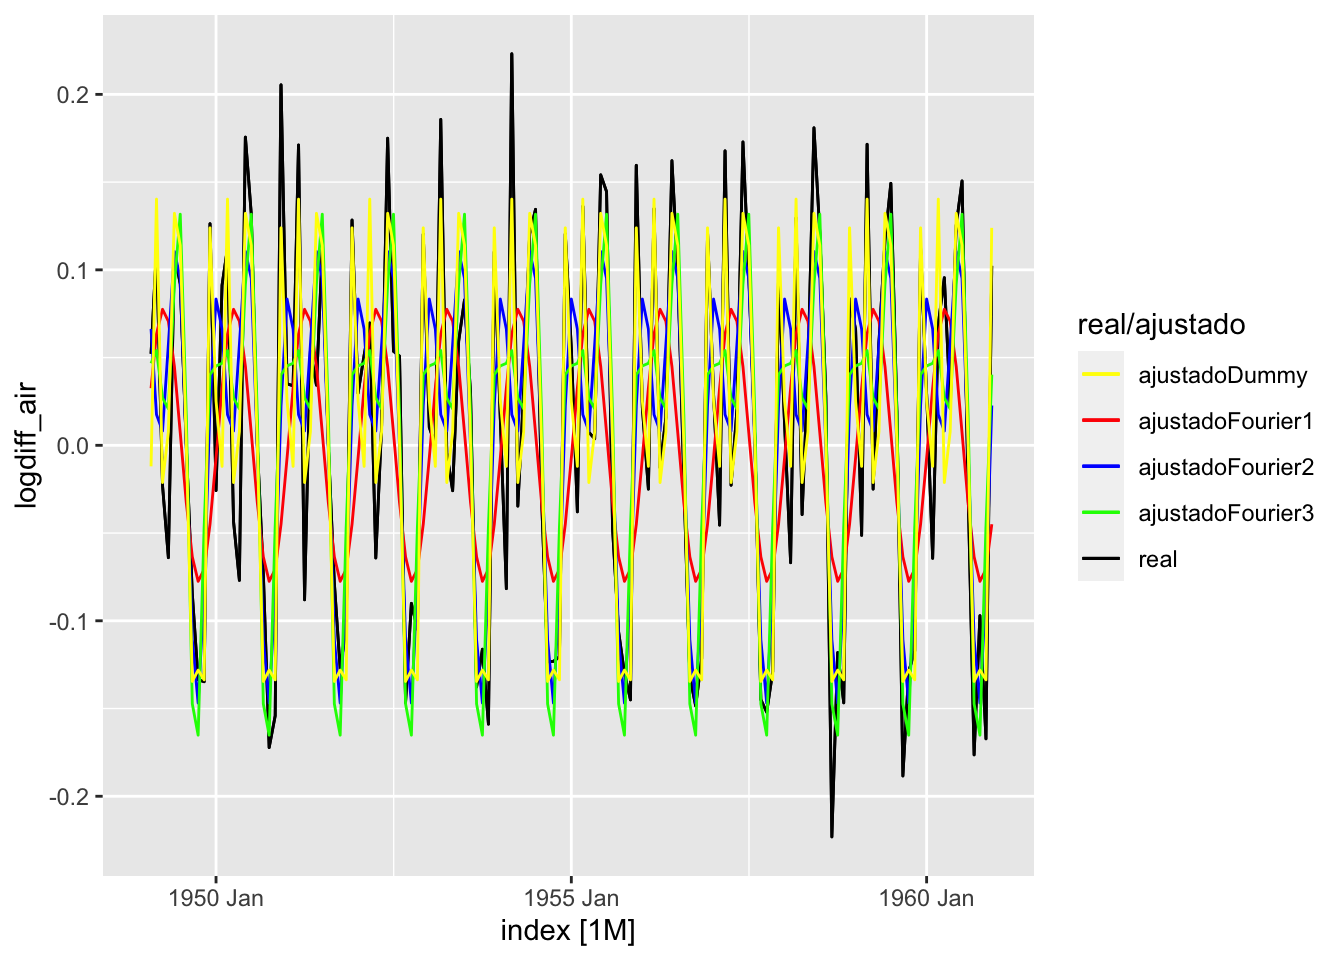 0.2
0.1
0.0
-0.1
-0.2
logdiff_air
1950 Jan
1955 Jan
1960 Jan
index [1M]
real/ajustado
ajustadoDummy
ajustadoFourier1
ajustadoFourier2
ajustadoFourier3
real